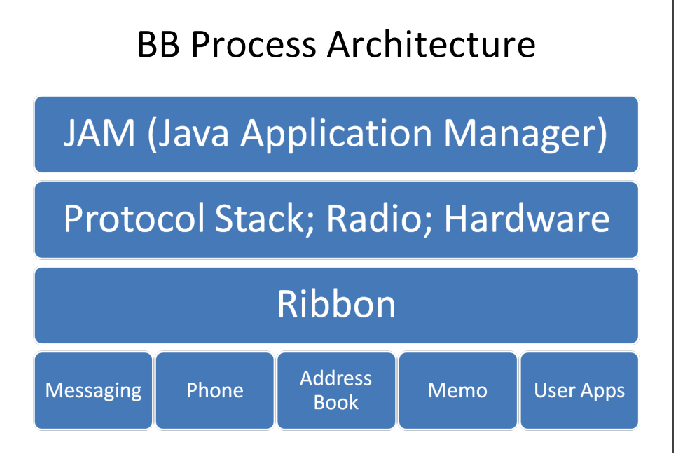 BB Process Architecture
JAM (Java Application Manager)
Protocol Stack; Radio; Hardware
Ribbon
Messaging
Phone
Address
Book
Memo
User Apps